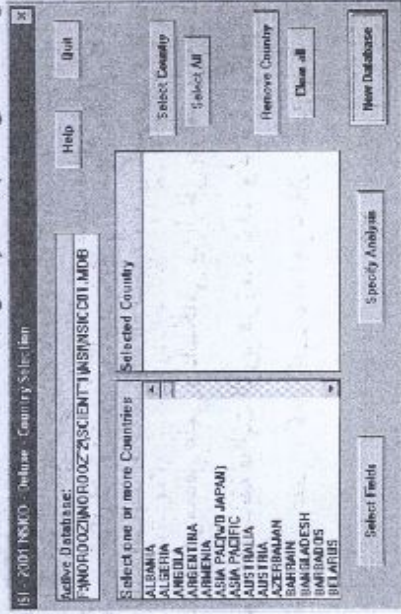 ISI - 2001 NSIOD - Deluxe - Country Selection
Active Database:
Help
Quit
Select one or more Countries
Selected Country
ALBANIA
ALGERIA
ANGOLA
ARGENTINA
ARMENIA
ASIA PAC(W/O JAPAN)
ASIA PACIFIC
AUSTRALIA
AUSTRIA
AZERBAIJAN
BAHRAIN
BANGLADESH
BARBADOS
BELARUS
Select Country
Select All
Remove Country
Clear all
Select Fields
Specify Analysis
New Database